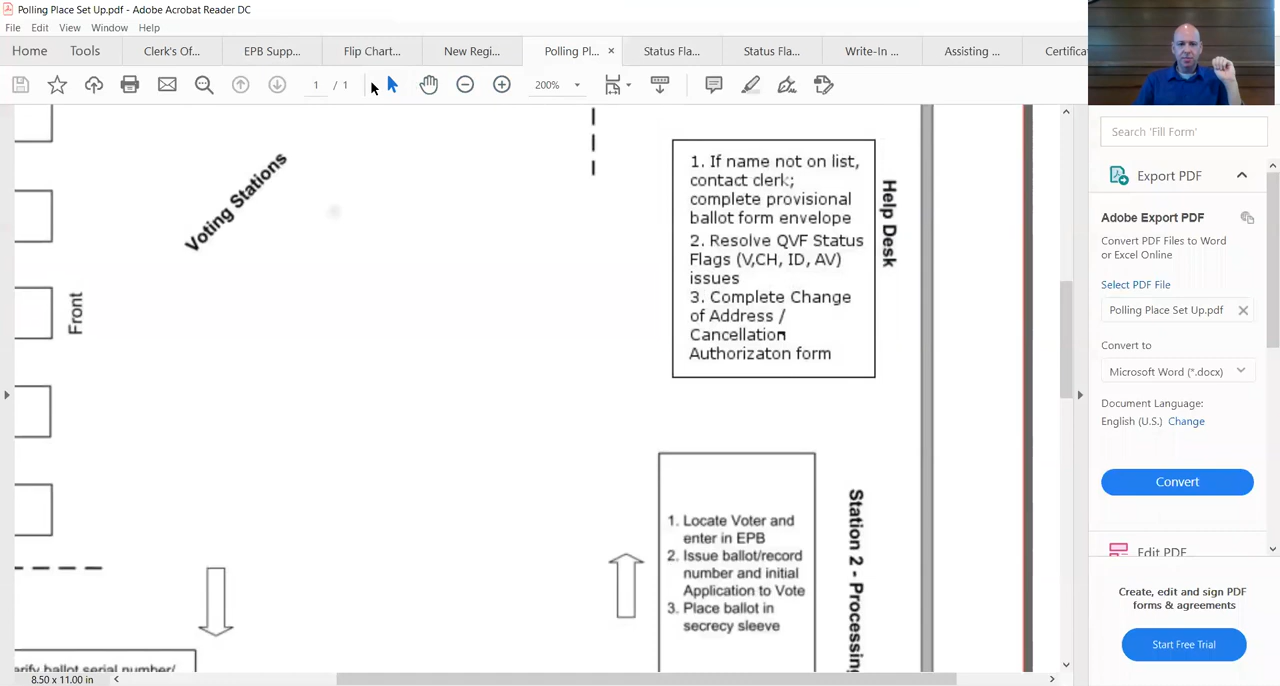 Polling Place Set Up.pdf - Adobe Acrobat Reader DC
File Edit View Window Help
Home Tools Clerk's Of... EPB Supp... Flip Chart... New Regi... Polling Pl... × Status Fla... Status Fla... Write-In ... Assisting ... Certifica
1 / 1 200%
Voting Stations
Front
1. If name not on list,
contact clerk;
complete provisional
ballot form envelope
2. Resolve QVF Status
Flags (V,CH, ID, AV)
issues
3. Complete Change
of Address /
Cancellation
Authorizaton form
Help Desk
1. Locate Voter and
enter in EPB
2. Issue ballot/record
number and initial
Application to Vote
3. Place ballot in
secrecy sleeve
Station 2 - Processing
erify ballot serial number/
8.50 x 11.00 in
Search 'Fill Form'
Export PDF
Adobe Export PDF
Convert PDF Files to Word
or Excel Online
Select PDF File
Polling Place Set Up.pdf ×
Convert to
Microsoft Word (*.docx)
Document Language:
English (U.S.) Change
Convert
Edit PDF
Create, edit and sign PDF
forms & agreements
Start Free Trial